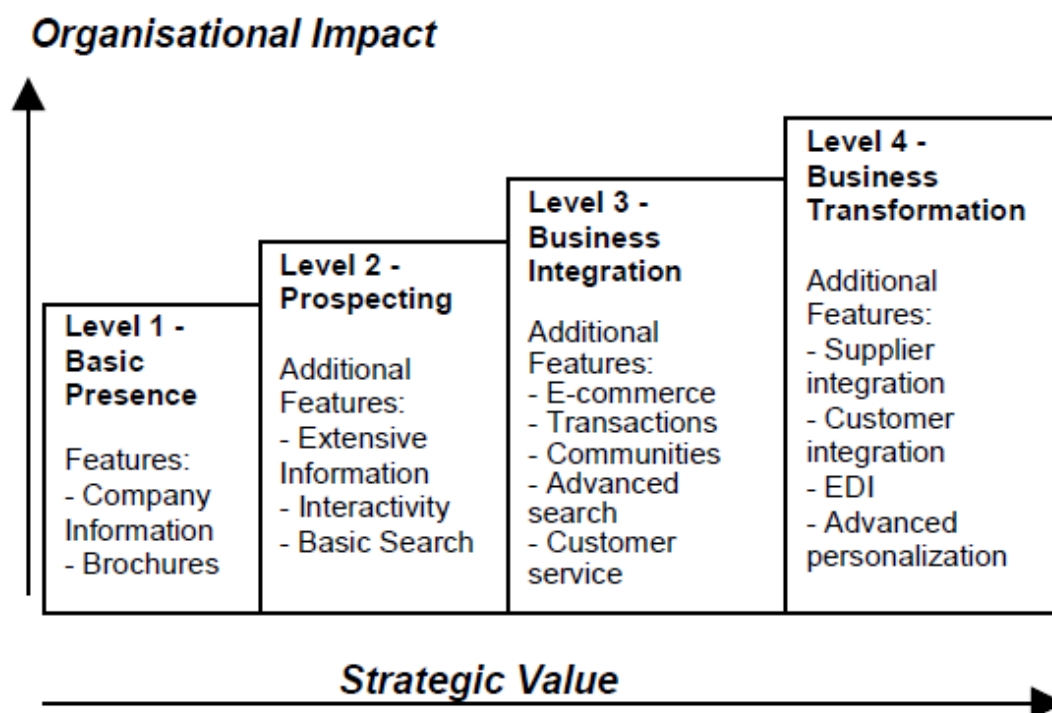 Organisational Impact
Level 1 -
Basic
Presence
Features:
- Company
Information
- Brochures
Level 2 -
Prospecting
Additional
Features:
- Extensive
Information
- Interactivity
- Basic Search
Level 3 -
Business
Integration
Additional
Features:
- E-commerce
- Transactions
- Communities
- Advanced
search
- Customer
service
Level 4 -
Business
Transformation
Additional
Features:
- Supplier
integration
- Customer
integration
- EDI
- Advanced
personalization
Strategic Value